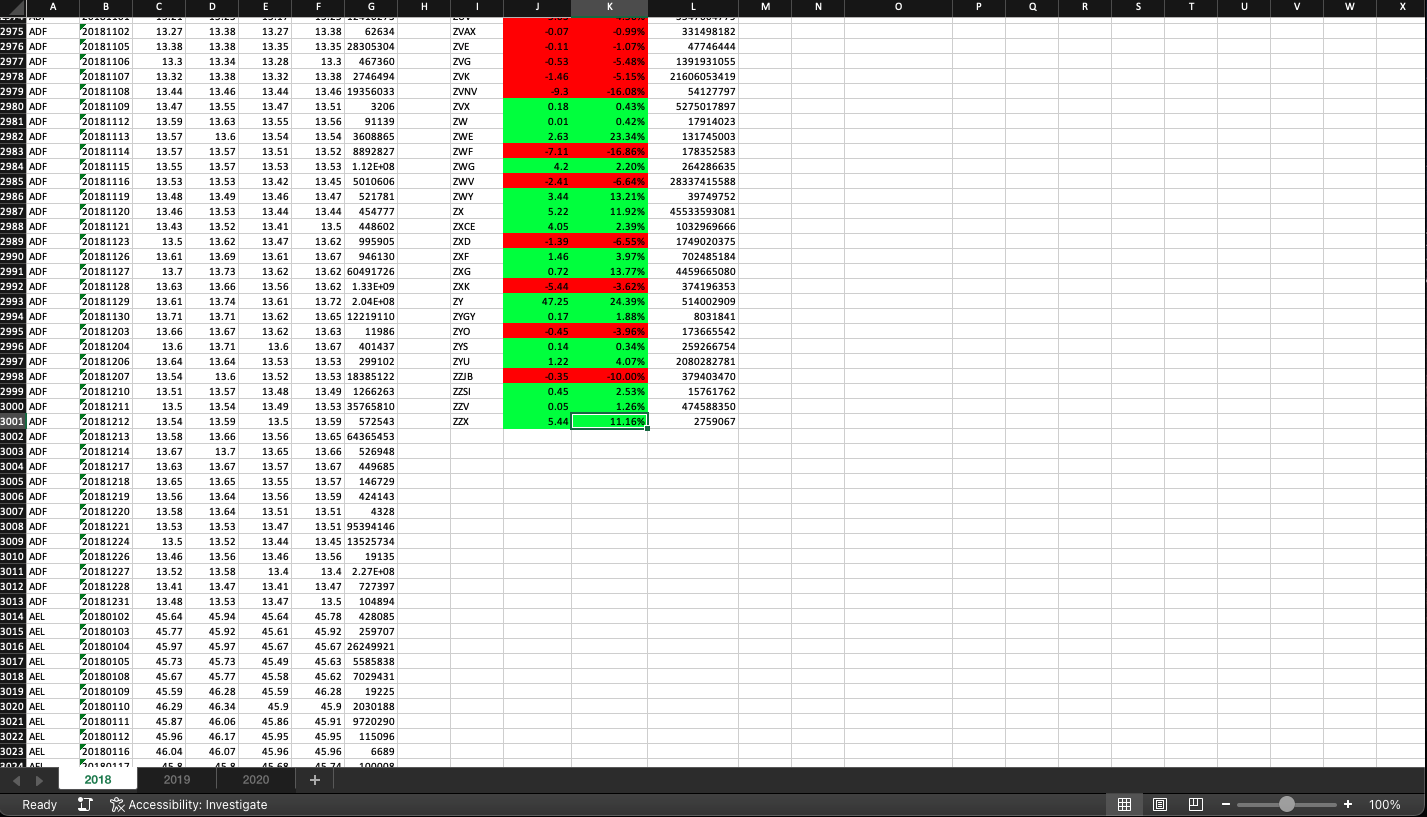 A B C D E F G H I J K L M N O P Q R S T U V W X
2975 ADF 20181102 13.27 13.38 13.27 13.38 62634 ZVAX -0.07 -0.99% 331498182
2976 ADF 20181105 13.38 13.38 13.35 13.35 28305304 ZVE -0.11 -1.07% 47746444
2977 ADF 20181106 13.3 13.34 13.28 13.3 467360 ZVG -0.53 -5.48% 1391931055
2978 ADF 20181107 13.32 13.38 13.32 13.38 2746494 ZVK -1.46 -5.15% 21606053419
2979 ADF 20181108 13.44 13.46 13.44 13.46 19356033 ZVNV -9.3 -16.08% 54127797
2980 ADF 20181109 13.47 13.55 13.47 13.51 3206 ZVX 0.18 0.43% 5275017897
2981 ADF 20181112 13.59 13.63 13.55 13.56 91139 ZW 0.01 0.42% 17914023
2982 ADF 20181113 13.57 13.6 13.54 13.54 3608865 ZWE 2.63 23.34% 131745003
2983 ADF 20181114 13.57 13.57 13.51 13.52 8892827 ZWF -7.11 -16.86% 178352583
2984 ADF 20181115 13.55 13.57 13.53 13.53 1.12E+08 ZWG 4.2 2.20% 264286635
2985 ADF 20181116 13.53 13.53 13.42 13.45 5010606 ZWV -2.41 -6.64% 28337415588
2986 ADF 20181119 13.48 13.49 13.46 13.47 521781 ZWY 3.44 13.21% 39749752
2987 ADF 20181120 13.46 13.53 13.44 13.44 454777 ZX 5.22 11.92% 45533593081
2988 ADF 20181121 13.43 13.52 13.41 13.5 448602 ZXCE 4.05 2.39% 1032969666
2989 ADF 20181123 13.5 13.62 13.47 13.62 995905 ZXD -1.39 -6.55% 1749020375
2990 ADF 20181126 13.61 13.69 13.61 13.67 946130 ZXF 1.46 3.97% 702485184
2991 ADF 20181127 13.7 13.73 13.62 13.62 60491726 ZXG 0.72 13.77% 4459665080
2992 ADF 20181128 13.63 13.66 13.56 13.62 1.33E+09 ZXK -5.44 -3.62% 374196353
2993 ADF 20181129 13.61 13.74 13.61 13.72 2.04E+08 ZY 47.25 24.39% 514002909
2994 ADF 20181130 13.71 13.71 13.62 13.65 12219110 ZYGY 0.17 1.88% 8031841
2995 ADF 20181203 13.66 13.67 13.62 13.63 11986 ZYO -0.45 -3.96% 173665542
2996 ADF 20181204 13.6 13.71 13.6 13.67 401437 ZYS 0.14 0.34% 259266754
2997 ADF 20181206 13.64 13.64 13.53 13.53 299102 ZYU 1.22 4.07% 2080282781
2998 ADF 20181207 13.54 13.6 13.52 13.53 18385122 ZZJB -0.35 -10.00% 379403470
2999 ADF 20181210 13.51 13.57 13.48 13.49 1266263 ZZSI 0.45 2.53% 15761762
3000 ADF 20181211 13.5 13.54 13.49 13.53 35765810 ZZV 0.05 1.26% 474588350
3001 ADF 20181212 13.54 13.59 13.5 13.59 572543 ZZX 5.44 11.16% 2759067
3002 ADF 20181213 13.58 13.66 13.56 13.65 64365453
3003 ADF 20181214 13.67 13.7 13.65 13.66 526948
3004 ADF 20181217 13.63 13.67 13.57 13.67 449685
3005 ADF 20181218 13.65 13.65 13.55 13.57 146729
3006 ADF 20181219 13.56 13.64 13.56 13.59 424143
3007 ADF 20181220 13.58 13.64 13.51 13.51 4328
3008 ADF 20181221 13.53 13.53 13.47 13.51 95394146
3009 ADF 20181224 13.5 13.52 13.44 13.45 13525734
3010 ADF 20181226 13.46 13.56 13.46 13.56 19135
3011 ADF 20181227 13.52 13.58 13.4 13.4 2.27E+08
3012 ADF 20181228 13.41 13.47 13.41 13.47 727397
3013 ADF 20181231 13.48 13.53 13.47 13.5 104894
3014 AEL 20180102 45.64 45.94 45.64 45.78 428085
3015 AEL 20180103 45.77 45.92 45.61 45.92 259707
3016 AEL 20180104 45.97 45.97 45.67 45.67 26249921
3017 AEL 20180105 45.73 45.73 45.49 45.63 5585838
3018 AEL 20180108 45.67 45.77 45.58 45.62 7029431
3019 AEL 20180109 45.59 46.28 45.59 46.28 19225
3020 AEL 20180110 46.29 46.34 45.9 45.9 2030188
3021 AEL 20180111 45.87 46.06 45.86 45.91 9720290
3022 AEL 20180112 45.96 46.17 45.95 45.95 115096
3023 AEL 20180116 46.04 46.07 45.96 45.96 6689
2018 2019 2020 +
Ready Accessibility: Investigate 100%